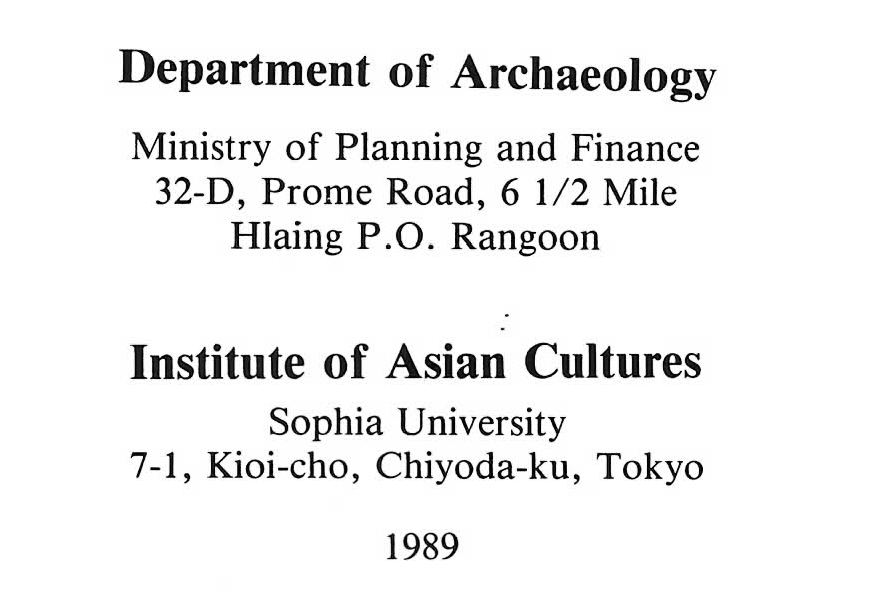 Department of Archaeology
Ministry of Planning and Finance
32-D, Prome Road, 6 1/2 Mile
Hlaing P.O. Rangoon
Institute of Asian Cultures
Sophia University
7-1, Kioi-cho, Chiyoda-ku, Tokyo
1989